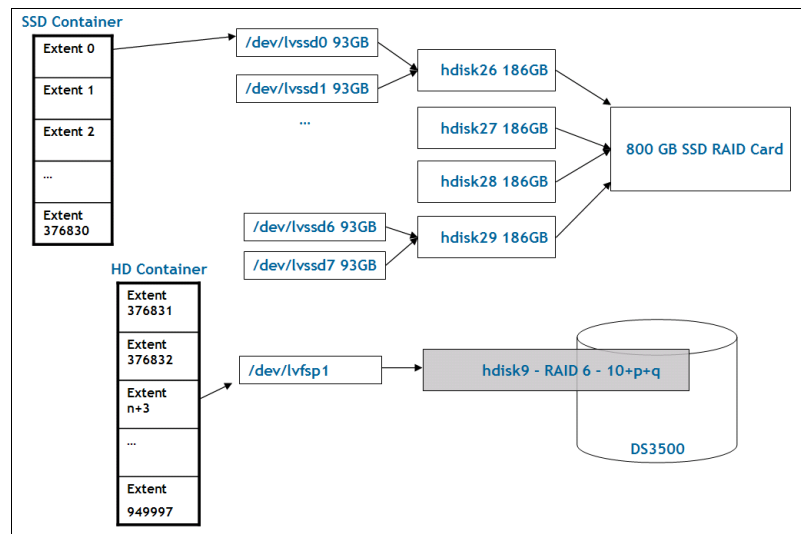 SSD Container
Extent 0
Extent 1
Extent 2
...
Extent
376830
/dev/lvssd0 93GB
/dev/lvssd1 93GB
...
/dev/lvssd6 93GB
/dev/lvssd7 93GB
hdisk26 186GB
hdisk27 186GB
hdisk28 186GB
hdisk29 186GB
800 GB SSD RAID Card
HD Container
Extent
376831
Extent
376832
Extent
n+3
...
Extent
949997
/dev/lvfsp1
hdisk9 - RAID 6 - 10+p+q
DS3500